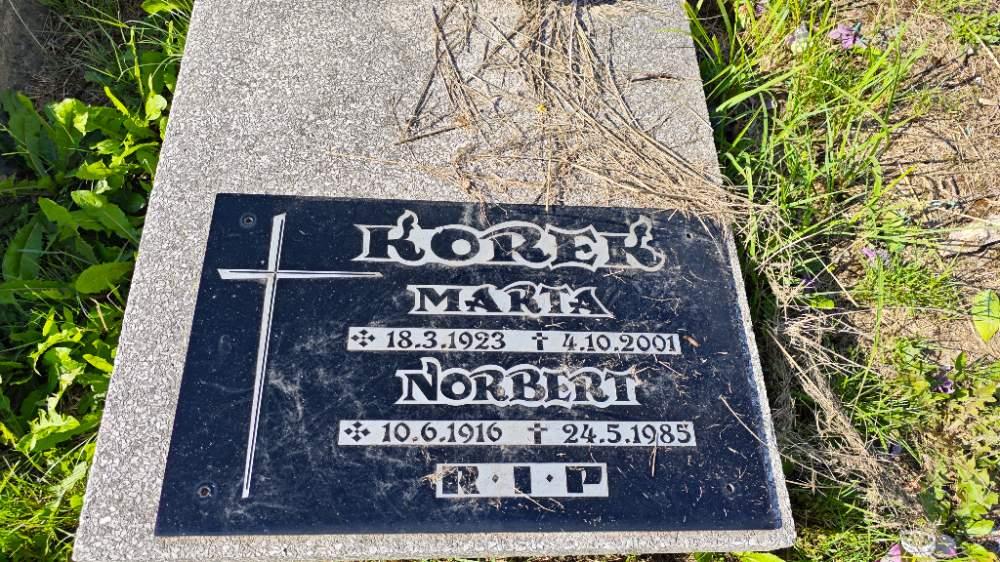 KOREK
MARTA
✣ 18.3.1923 ✝ 4.10.2001
NORBERT
✣ 10.6.1916 ✝ 24.5.1985
R·I·P